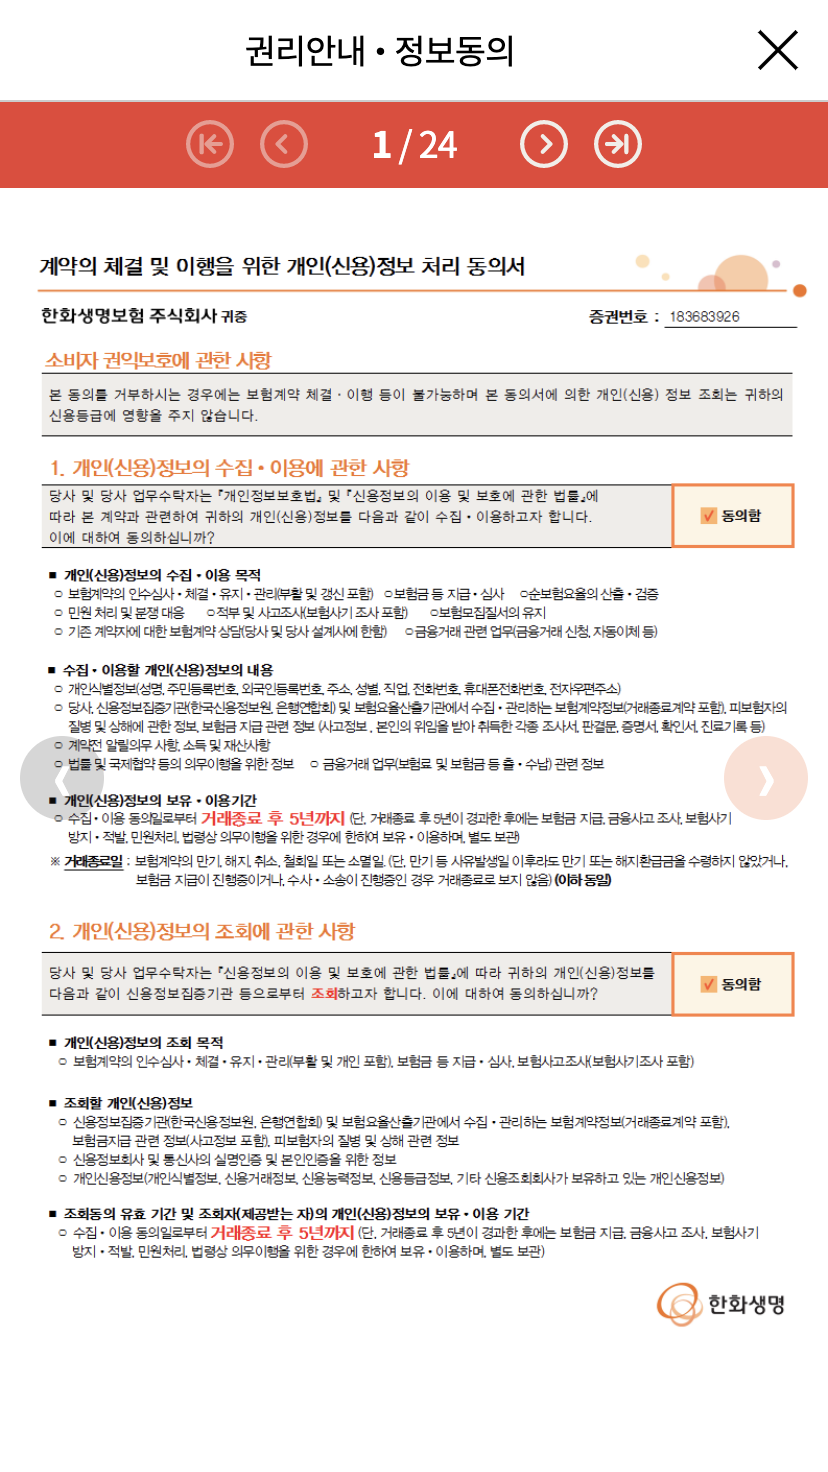 권리안내 • 정보동의
1 / 24
계약의 체결 및 이행을 위한 개인(신용)정보 처리 동의서
한화생명보험 주식회사 귀중
증권번호 : 183683926
소비자 권익보호에 관한 사항
본 동의를 거부하시는 경우에는 보험계약 체결 · 이행 등이 불가능하며 본 동의서에 의한 개인(신용) 정보 조회는 귀하의
신용등급에 영향을 주지 않습니다.
1. 개인(신용)정보의 수집 • 이용에 관한 사항
당사 및 당사 업무수탁자는 『개인정보보호법』 및 『신용정보의 이용 및 보호에 관한 법률』에
따라 본 계약과 관련하여 귀하의 개인(신용)정보를 다음과 같이 수집 • 이용하고자 합니다.
이에 대하여 동의하십니까?
✓ 동의함
■ 개인(신용)정보의 수집 • 이용 목적
○ 보험계약의 인수심사 • 체결 • 유지 • 관리(부활 및 갱신 포함) ○ 보험금 등 지급 • 심사 ○ 순보험요율의 산출 • 검증
○ 민원 처리 및 분쟁 대응 ○ 적부 및 사고조사(보험사기 조사 포함) ○ 보험모집질서의 유지
○ 기존 계약자에 대한 보험계약 상담(당사 및 당사 설계사에 한함) ○ 금융거래 관련 업무(금융거래 신청, 자동이체 등)
■ 수집 • 이용할 개인(신용)정보의 내용
○ 개인식별정보(성명, 주민등록번호, 외국인등록번호, 주소, 성별, 직업, 전화번호, 휴대폰전화번호, 전자우편주소)
○ 당사, 신용정보집중기관(한국신용정보원, 은행연합회) 및 보험요율산출기관에서 수집 • 관리하는 보험계약정보(거래종료계약 포함), 피보험자의
질병 및 상해에 관한 정보, 보험금 지급 관련 정보 (사고정보 , 본인의 위임을 받아 취득한 각종 조사서, 판결문, 증명서, 확인서, 진료기록 등)
○ 계약전 알릴의무 사항, 소득 및 재산사항
○ 법률 및 국제협약 등의 의무이행을 위한 정보 ○ 금융거래 업무(보험료 및 보험금 등 출 • 수납) 관련 정보
■ 개인(신용)정보의 보유 • 이용기간
○ 수집 • 이용 동의일로부터 거래종료 후 5년까지 (단, 거래종료 후 5년이 경과한 후에는 보험금 지급, 금융사고 조사, 보험사기
방지 • 적발, 민원처리, 법령상 의무이행을 위한 경우에 한하여 보유 • 이용하며, 별도 보관)
※ 거래종료일 : 보험계약의 만기, 해지, 취소, 철회일 또는 소멸일. (단, 만기 등 사유발생일 이후라도 만기 또는 해지환급금을 수령하지 않았거나,
보험금 지급이 진행중이거나, 수사 • 소송이 진행중인 경우 거래종료로 보지 않음) (이하 동일)
2. 개인(신용)정보의 조회에 관한 사항
당사 및 당사 업무수탁자는 『신용정보의 이용 및 보호에 관한 법률』에 따라 귀하의 개인(신용)정보를
다음과 같이 신용정보집중기관 등으로부터 조회하고자 합니다. 이에 대하여 동의하십니까?
✓ 동의함
■ 개인(신용)정보의 조회 목적
○ 보험계약의 인수심사 • 체결 • 유지 • 관리(부활 및 개인 포함), 보험금 등 지급 • 심사, 보험사고조사(보험사기조사 포함)
■ 조회할 개인(신용)정보
○ 신용정보집중기관(한국신용정보원, 은행연합회) 및 보험요율산출기관에서 수집 • 관리하는 보험계약정보(거래종료계약 포함),
보험금지급 관련 정보(사고정보 포함), 피보험자의 질병 및 상해 관련 정보
○ 신용정보회사 및 통신사의 실명인증 및 본인인증을 위한 정보
○ 개인신용정보(개인식별정보, 신용거래정보, 신용능력정보, 신용등급정보, 기타 신용조회회사가 보유하고 있는 개인신용정보)
■ 조회동의 유효 기간 및 조회자(제공받는 자)의 개인(신용)정보의 보유 • 이용 기간
○ 수집 • 이용 동의일로부터 거래종료 후 5년까지 (단, 거래종료 후 5년이 경과한 후에는 보험금 지급, 금융사고 조사, 보험사기
방지 • 적발, 민원처리, 법령상 의무이행을 위한 경우에 한하여 보유 • 이용하며, 별도 보관)
한화생명